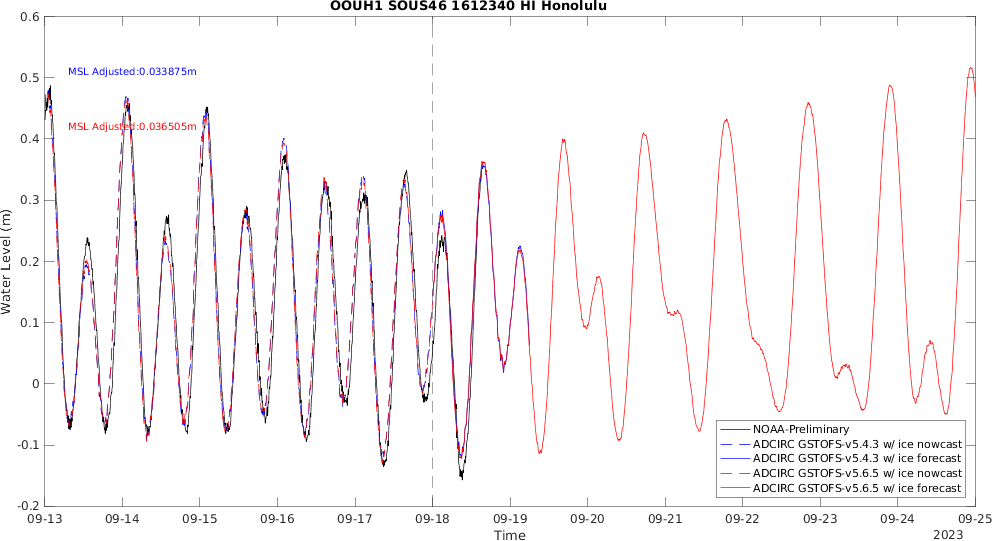 OOUH1 SOUS46 1612340 HI Honolulu
0.6
0.5
0.4
0.3
0.2
0.1
0
-0.1
-0.2
Water Level (m)
MSL Adjusted:0.033875m
MSL Adjusted:0.036505m
NOAA-Preliminary
ADCIRC GSTOFS-v5.4.3 w/ ice nowcast
ADCIRC GSTOFS-v5.4.3 w/ ice forecast
ADCIRC GSTOFS-v5.6.5 w/ ice nowcast
ADCIRC GSTOFS-v5.6.5 w/ ice forecast
09-13 09-14 09-15 09-16 09-17 09-18 09-19 09-20 09-21 09-22 09-23 09-24 09-25
Time
2023